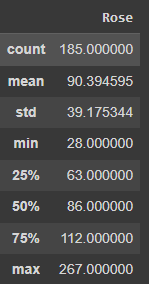 Rose
count 185.000000
mean 90.394595
std 39.175344
min 28.000000
25% 63.000000
50% 86.000000
75% 112.000000
max 267.000000